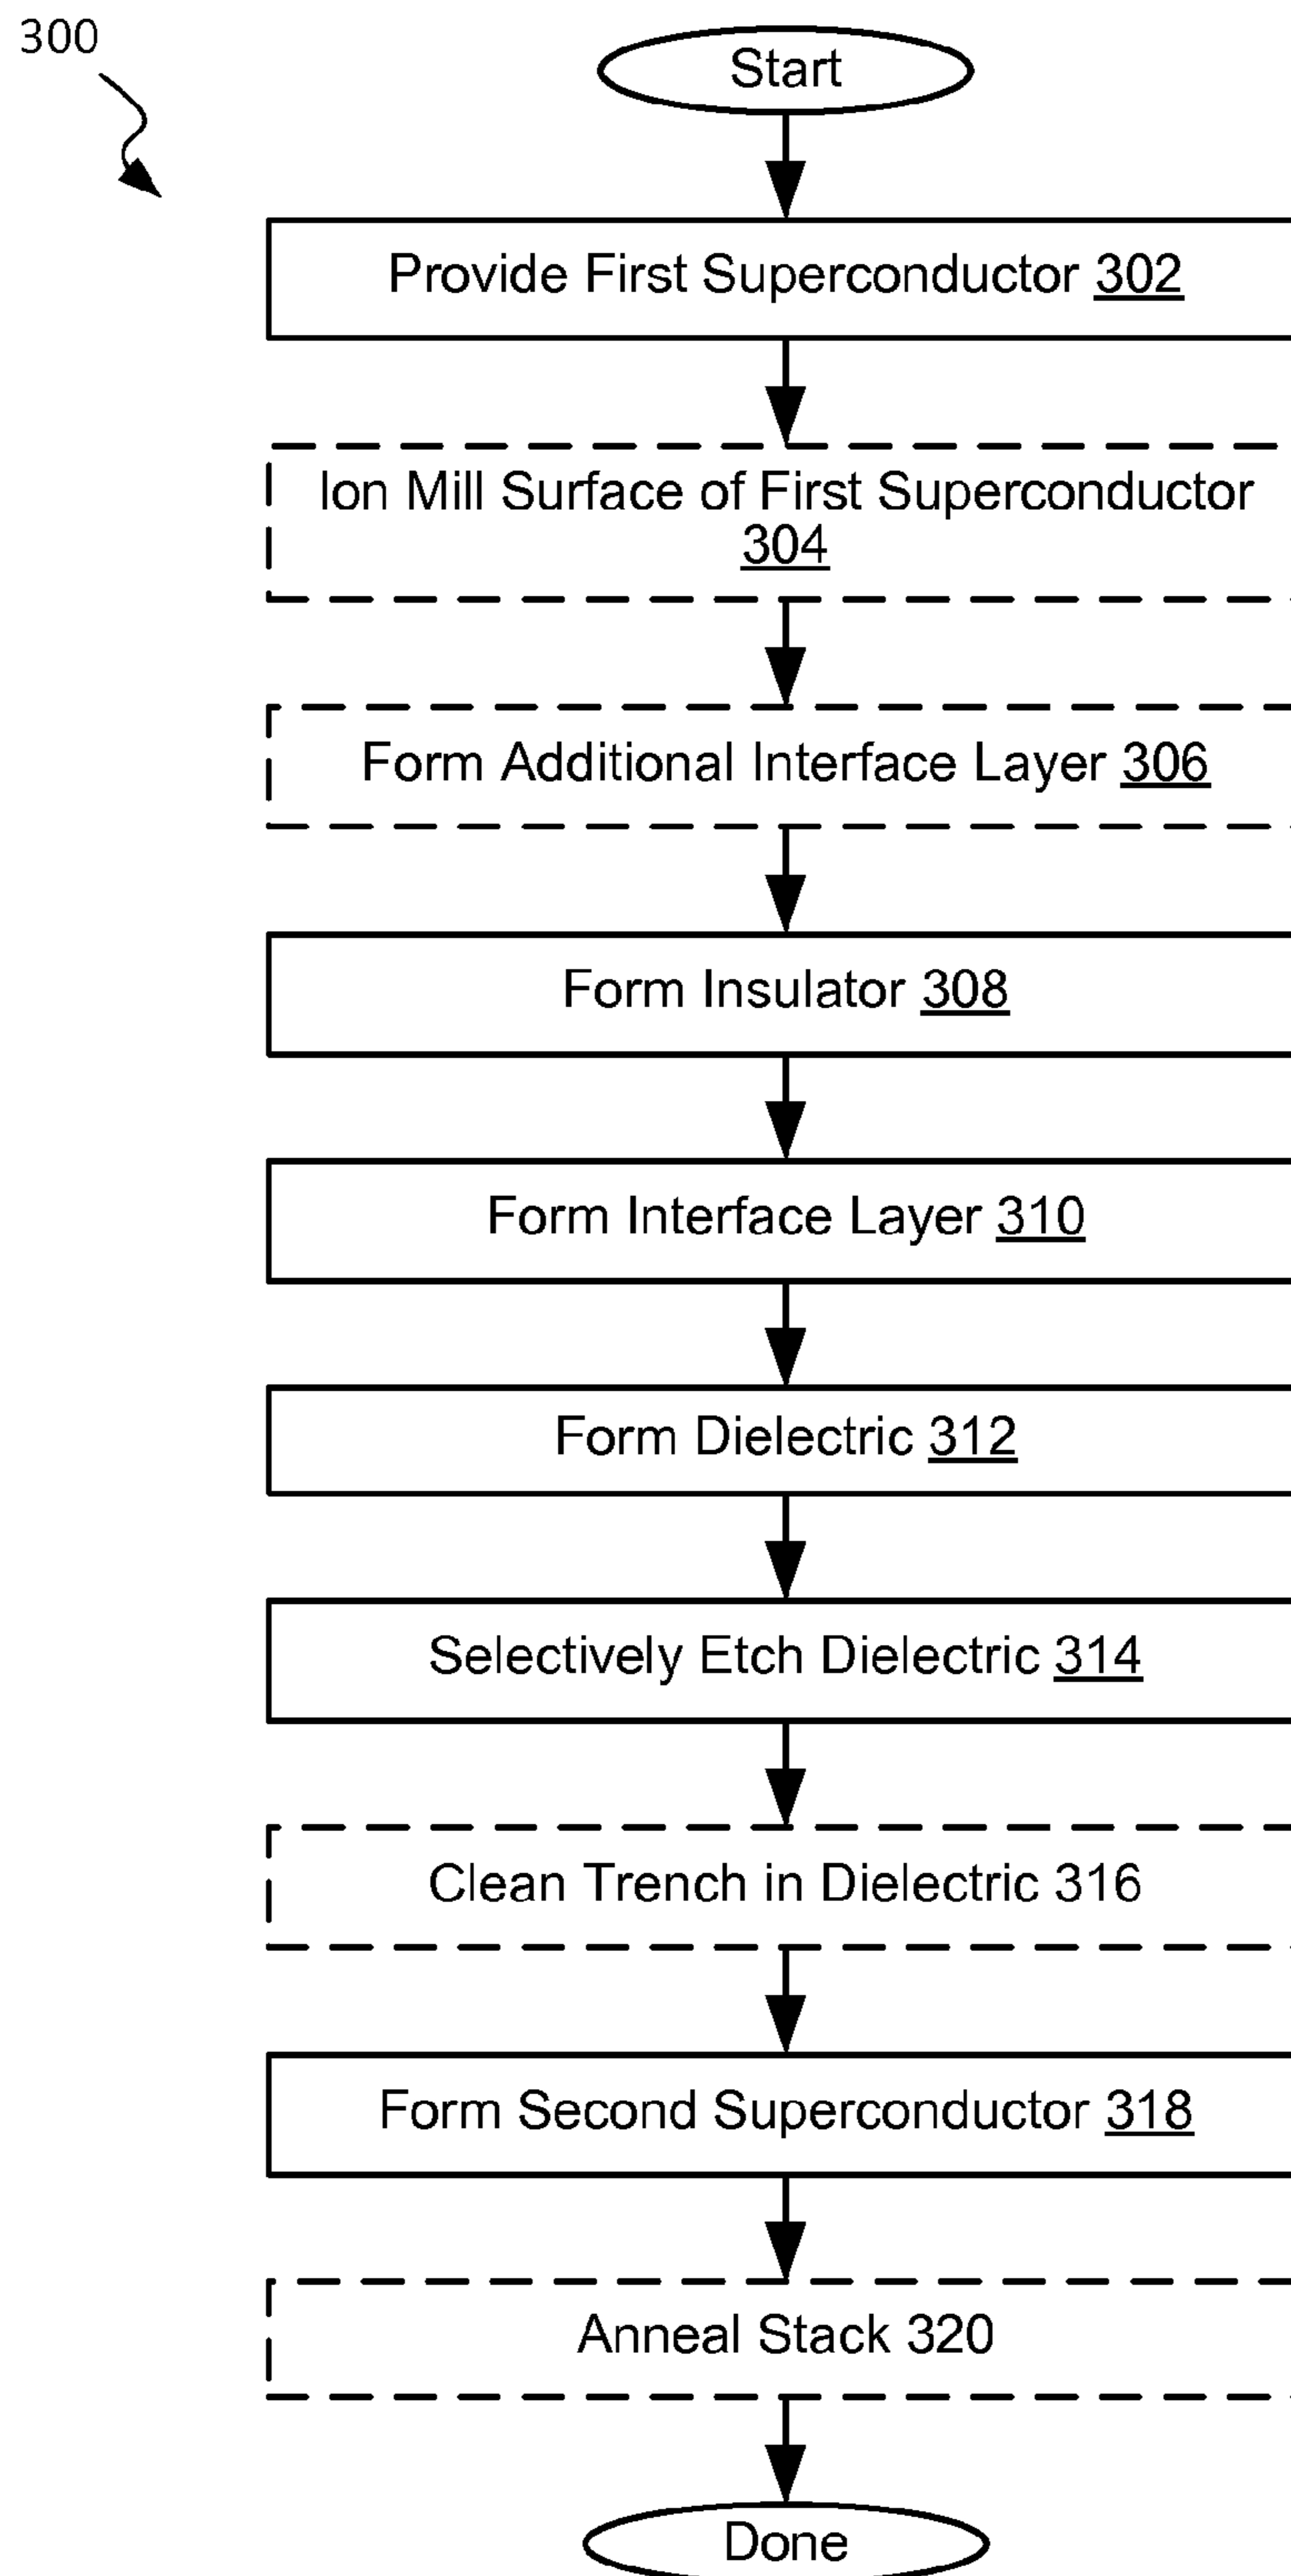 300
Start
Provide First Superconductor 302
Ion Mill Surface of First Superconductor
304
Form Additional Interface Layer 306
Form Insulator 308
Form Interface Layer 310
Form Dielectric 312
Selectively Etch Dielectric 314
Clean Trench in Dielectric 316
Form Second Superconductor 318
Anneal Stack 320
Done